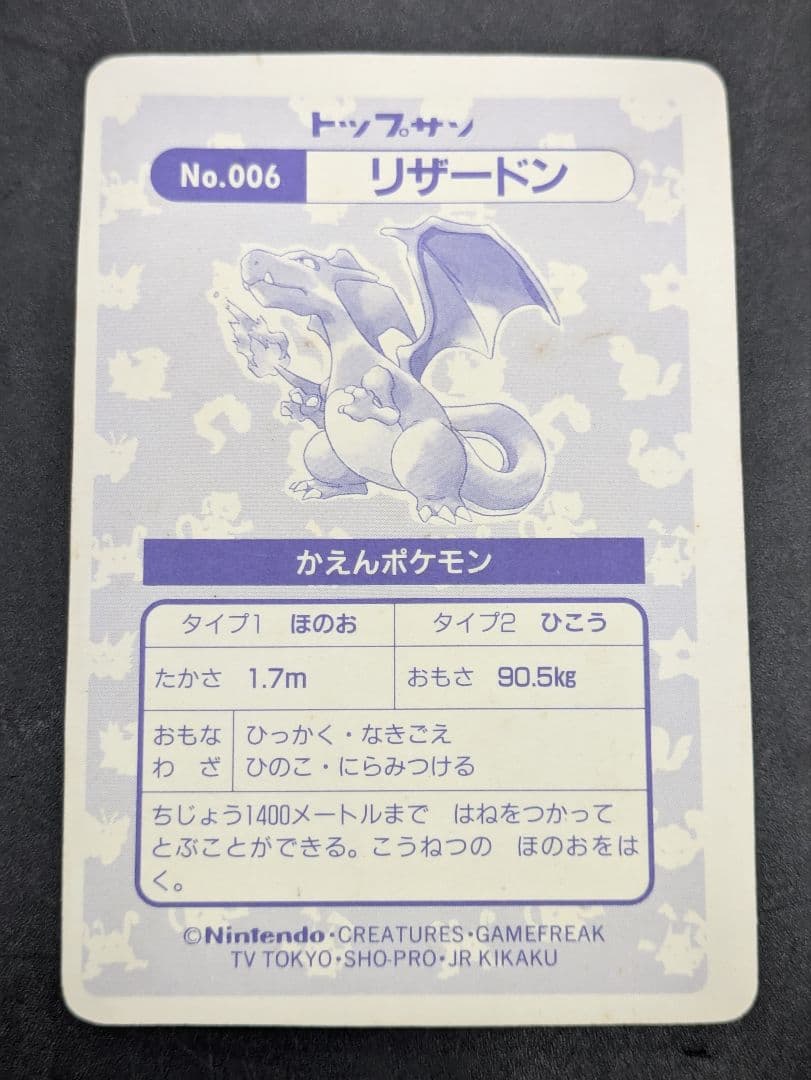 トップサン
No.006 リザードン
かえんポケモン
タイプ1 ほのお タイプ2 ひこう
たかさ 1.7m おもさ 90.5kg
おもな ひっかく・なきごえ
わ ざ ひのこ・にらみつける
ちじょう1400メートルまで はねをつかって
とぶことができる。こうねつの ほのおをは
く。
©Nintendo・CREATURES・GAMEFREAK
TV TOKYO・SHO-PRO・JR KIKAKU